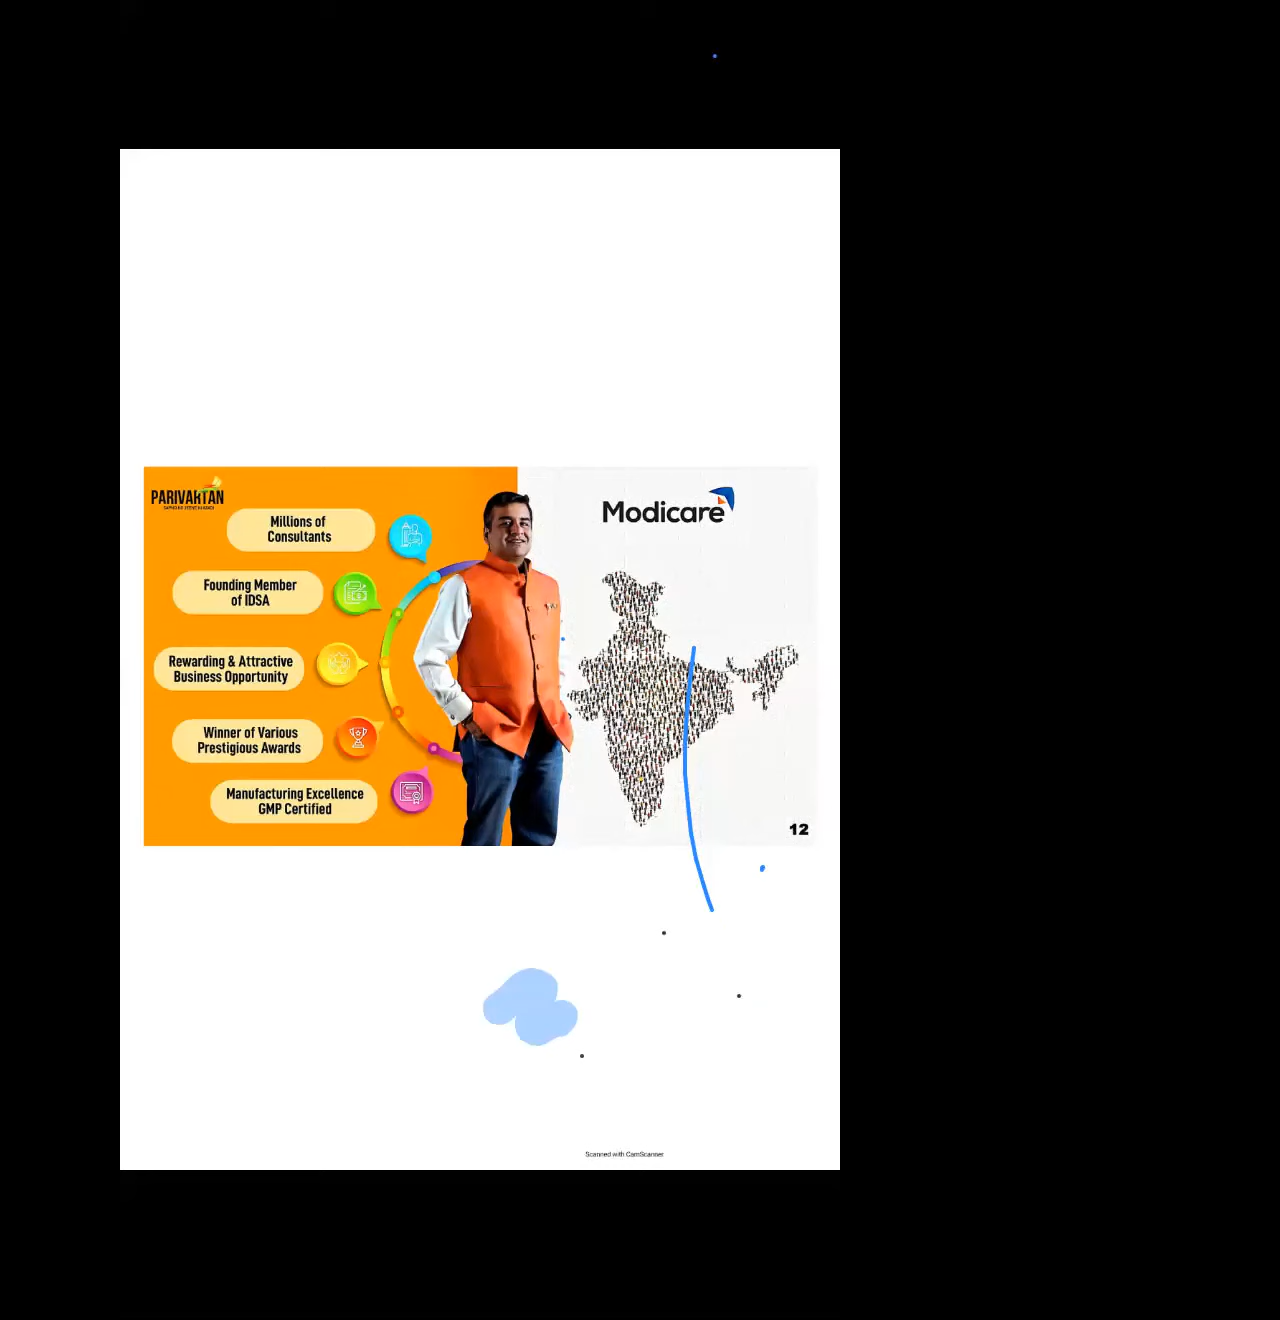 PARIVARTAN
Millions of
Consultants
Founding Member
of IDSA
Rewarding & Attractive
Business Opportunity
Winner of Various
Prestigious Awards
Manufacturing Excellence
GMP Certified
Modicare
12
Scanned with CamScanner